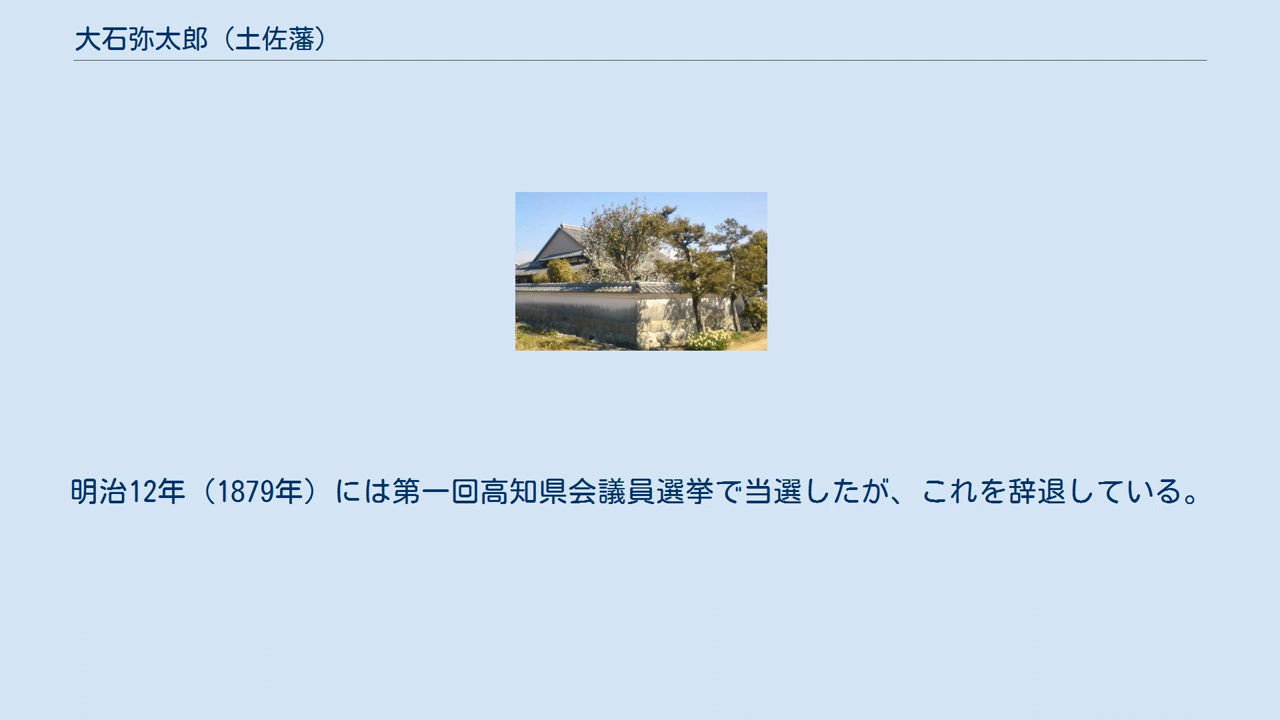 大石弥太郎（土佐藩）
明治12年（1879年）には第一回高知県会議員選挙で当選したが、これを辞退している。